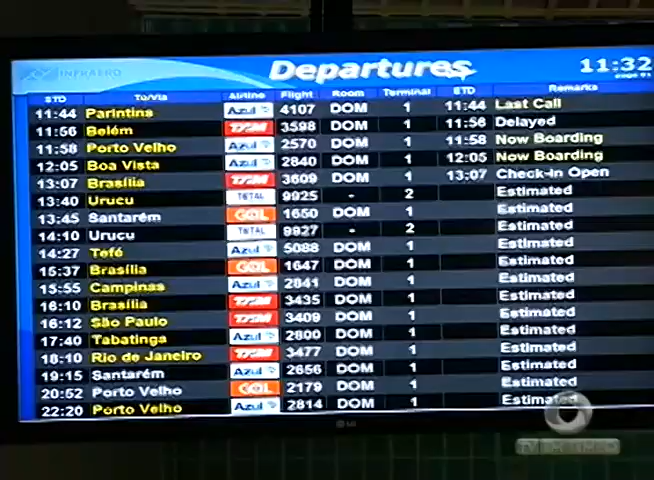 INFRAERO Departures 11:32
STD To/Via Airline Flight Room Terminal STD Remarks
11:44 Parintins Azul 4107 DOM 1 11:44 Last Call
11:56 Belém TAM 3598 DOM 1 11:56 Delayed
11:58 Porto Velho Azul 2570 DOM 1 11:58 Now Boarding
12:05 Boa Vista Azul 2840 DOM 1 12:05 Now Boarding
13:07 Brasília TAM 3609 DOM 1 13:07 Check-In Open
13:40 Urucu TOTAL 9925 - 2 Estimated
13:45 Santarém GOL 1650 DOM 1 Estimated
14:10 Urucu TOTAL 9927 - 2 Estimated
14:27 Tefé Azul 5088 DOM 1 Estimated
15:37 Brasília GOL 1647 DOM 1 Estimated
15:55 Campinas Azul 2841 DOM 1 Estimated
16:10 Brasília TAM 3435 DOM 1 Estimated
16:12 São Paulo TAM 3409 DOM 1 Estimated
17:40 Tabatinga Azul 2800 DOM 1 Estimated
18:10 Rio de Janeiro TAM 3477 DOM 1 Estimated
19:15 Santarém Azul 2656 DOM 1 Estimated
20:52 Porto Velho GOL 2179 DOM 1 Estimated
22:20 Porto Velho Azul 2814 DOM 1 Estimated
LG